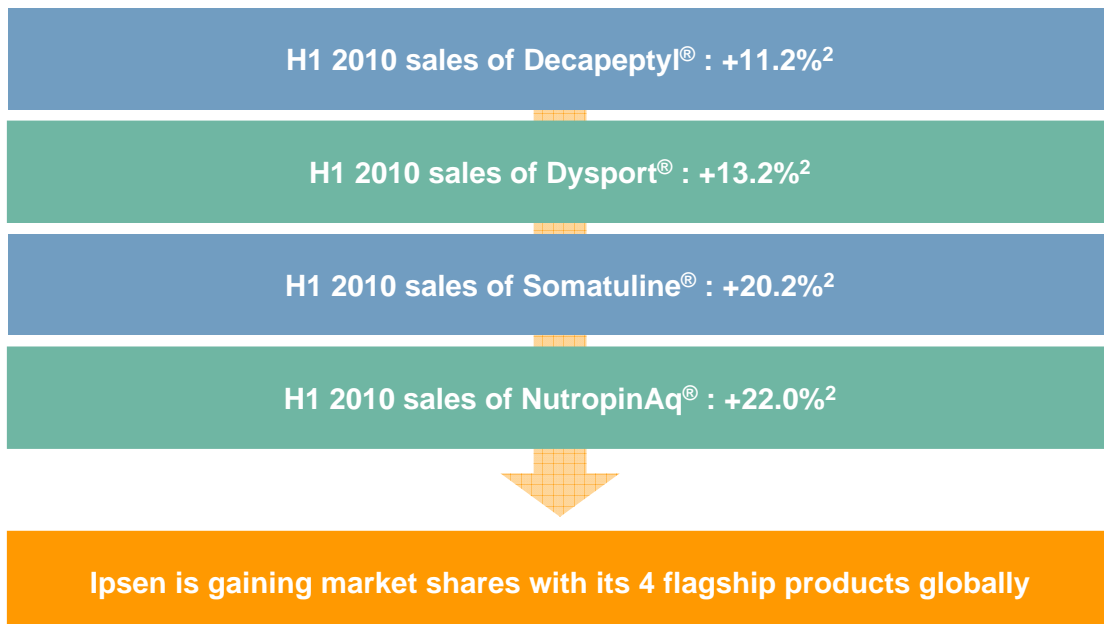 H1 2010 sales of Decapeptyl® : +11.2%²
H1 2010 sales of Dysport® : +13.2%²
H1 2010 sales of Somatuline® : +20.2%²
H1 2010 sales of NutropinAq® : +22.0%²
Ipsen is gaining market shares with its 4 flagship products globally